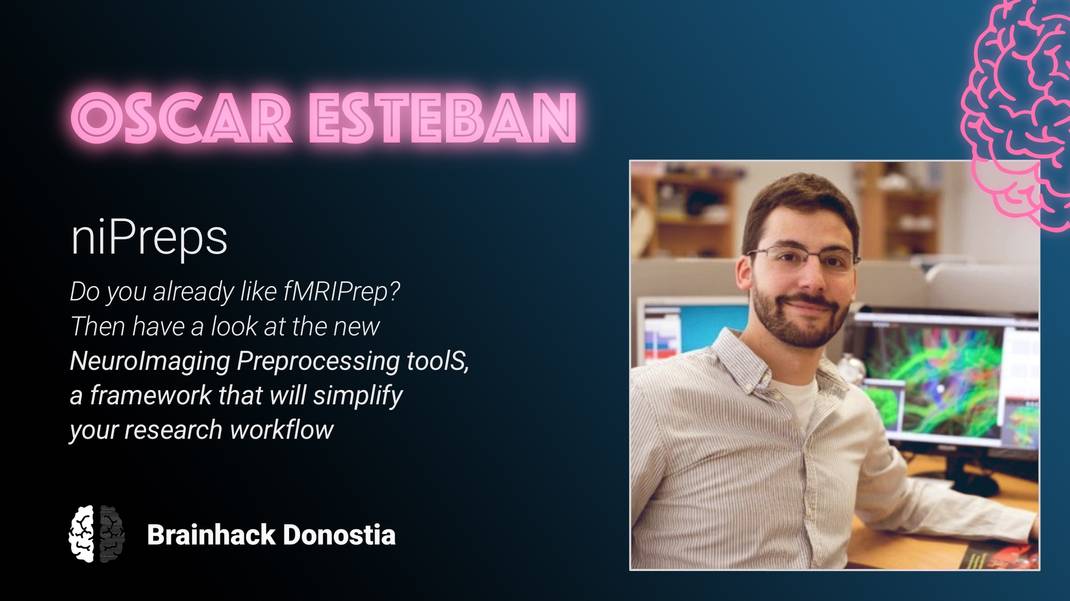 OSCAR ESTEBAN
niPreps
Do you already like fMRIPrep?
Then have a look at the new
NeuroImaging Preprocessing toolS,
a framework that will simplify
your research workflow
Brainhack Donostia